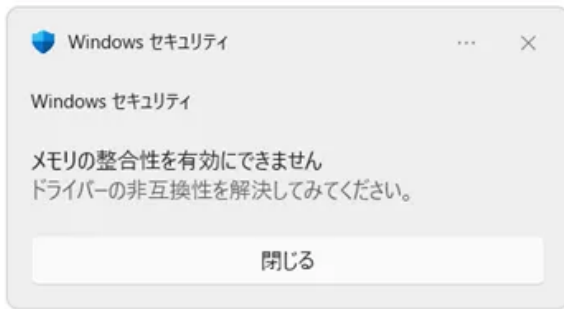 Windows セキュリティ
Windows セキュリティ
メモリの整合性を有効にできません
ドライバーの非互換性を解決してみてください。
閉じる